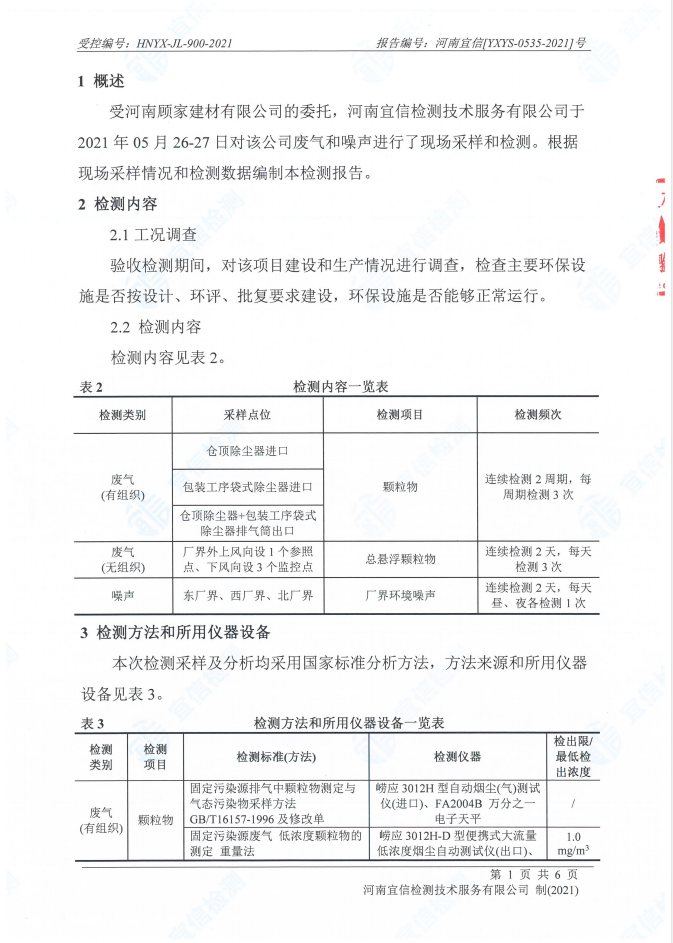 受控编号：HNYX-JL-900-2021 报告编号：河南宜信[YXYS-0535-2021]号
1 概述
受河南顾家建材有限公司的委托，河南宜信检测技术服务有限公司于
2021 年 05 月 26-27 日对该公司废气和噪声进行了现场采样和检测。根据
现场采样情况和检测数据编制本检测报告。
2 检测内容
2.1 工况调查
验收检测期间，对该项目建设和生产情况进行调查，检查主要环保设
施是否按设计、环评、批复要求建设，环保设施是否能够正常运行。
2.2 检测内容
检测内容见表 2。
表 2 检测内容一览表
检测类别 采样点位 检测项目 检测频次
废气
(有组织)
仓顶除尘器进口
包装工序袋式除尘器进口
仓顶除尘器+包装工序袋式
除尘器排气筒出口
颗粒物
连续检测 2 周期，每
周期检测 3 次
废气
(无组织)
厂界外上风向设 1 个参照
点、下风向设 3 个监控点
总悬浮颗粒物
连续检测 2 天，每天
检测 3 次
噪声
东厂界、西厂界、北厂界
厂界环境噪声
连续检测 2 天，每天
昼、夜各检测 1 次
3 检测方法和所用仪器设备
本次检测采样及分析均采用国家标准分析方法，方法来源和所用仪器
设备见表 3。
表 3 检测方法和所用仪器设备一览表
检测
类别
检测
项目
检测标准(方法)
检测仪器
检出限/
最低检
出浓度
废气
(有组织)
颗粒物
固定污染源排气中颗粒物测定与
气态污染物采样方法
GB/T16157-1996 及修改单
崂应 3012H 型自动烟尘(气)测试
仪(进口)、FA2004B 万分之一
电子天平
/
固定污染源废气 低浓度颗粒物的
测定 重量法
崂应 3012H-D 型便携式大流量
低浓度烟尘自动测试仪(出口)、
1.0
mg/m³
第 1 页 共 6 页
河南宜信检测技术服务有限公司 制(2021)